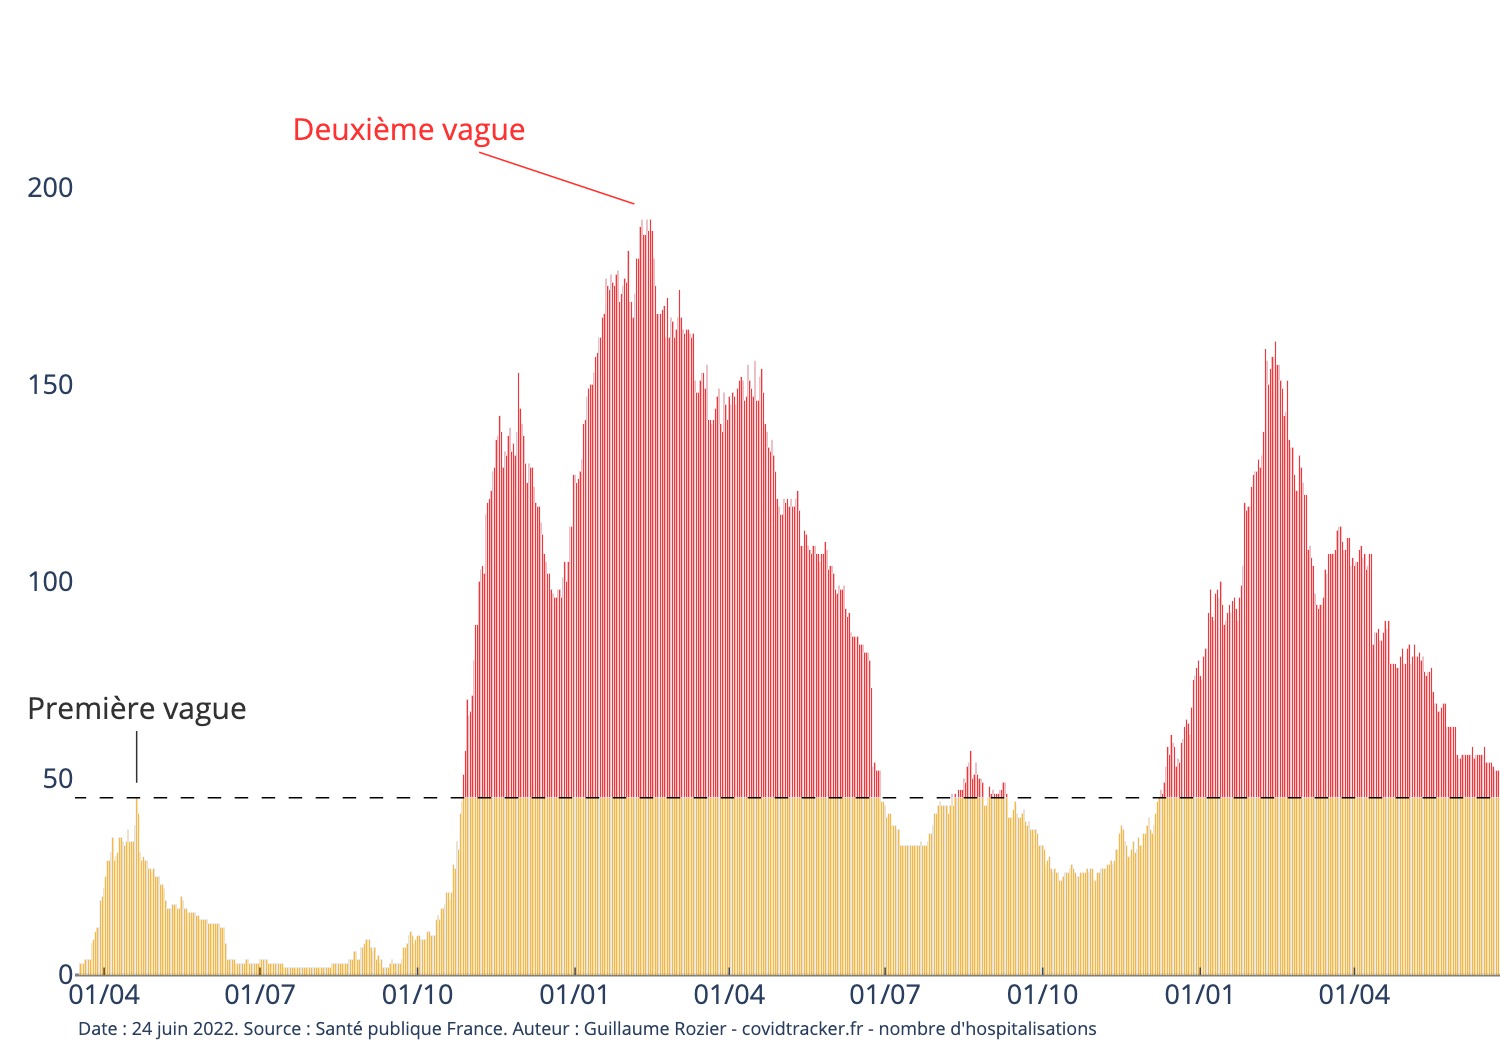 Deuxième vague
200
150
100
Première vague
50
0
01/04 01/07 01/10 01/01 01/04 01/07 01/10 01/01 01/04
Date : 24 juin 2022. Source : Santé publique France. Auteur : Guillaume Rozier - covidtracker.fr - nombre d'hospitalisations